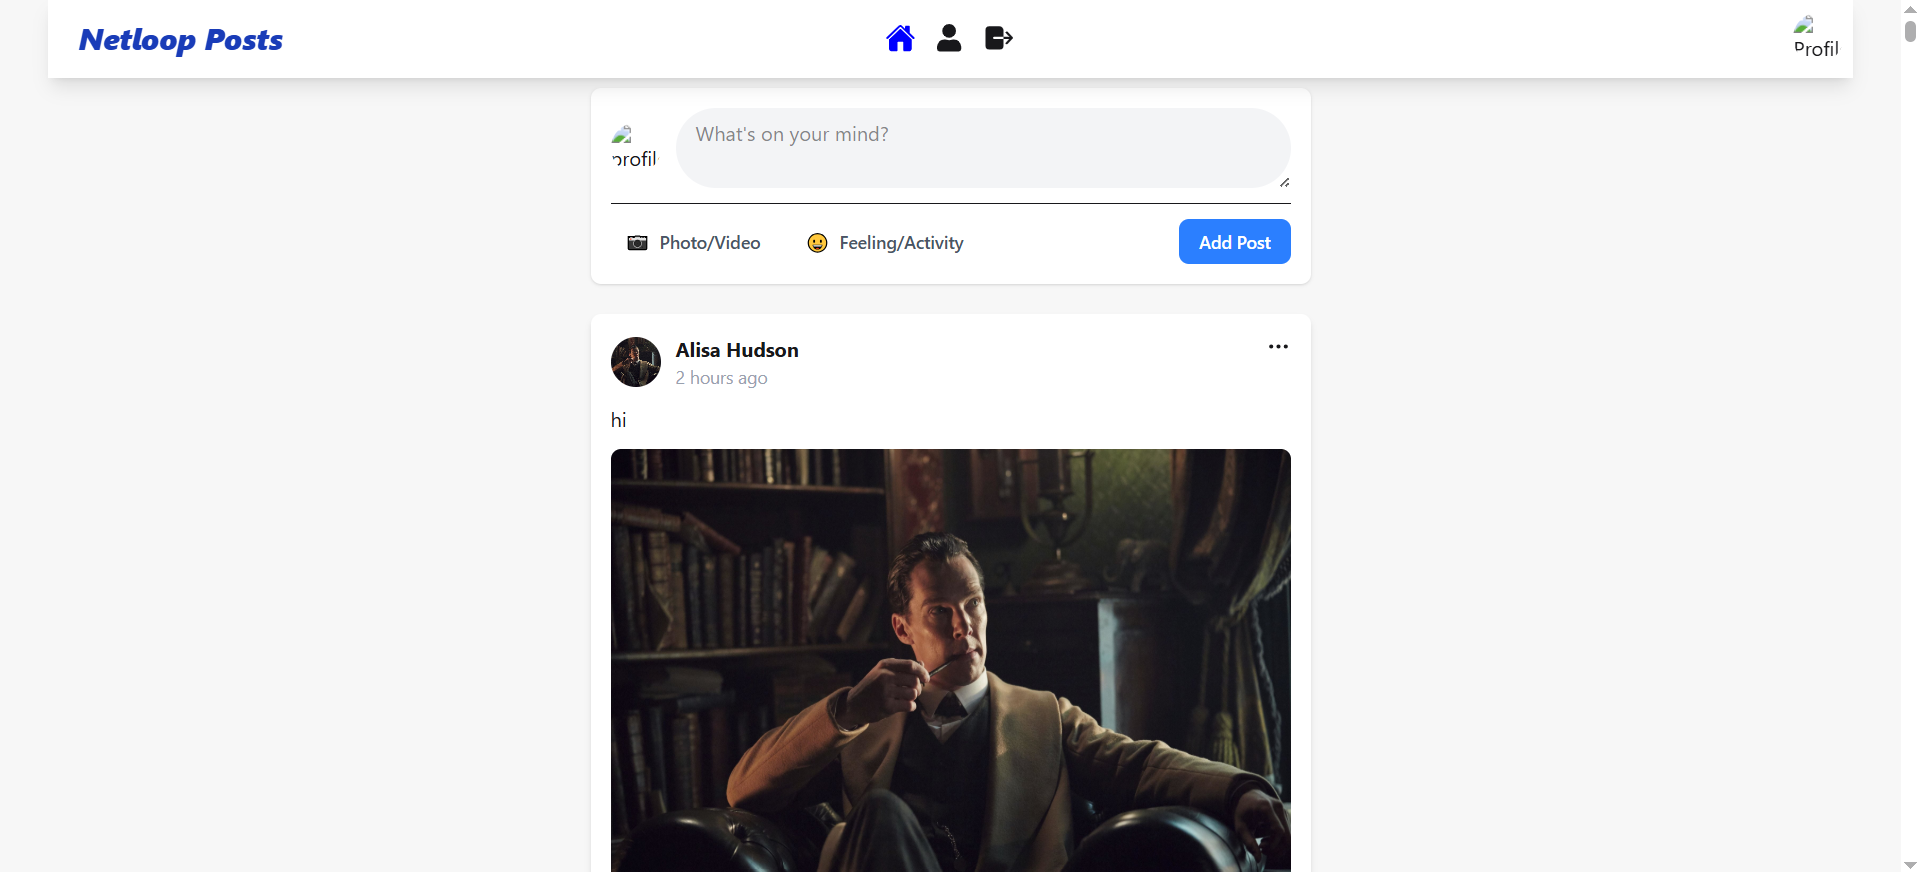 Netloop Posts
Profil
profil
What's on your mind?
Photo/Video
Feeling/Activity
Add Post
Alisa Hudson
2 hours ago
hi